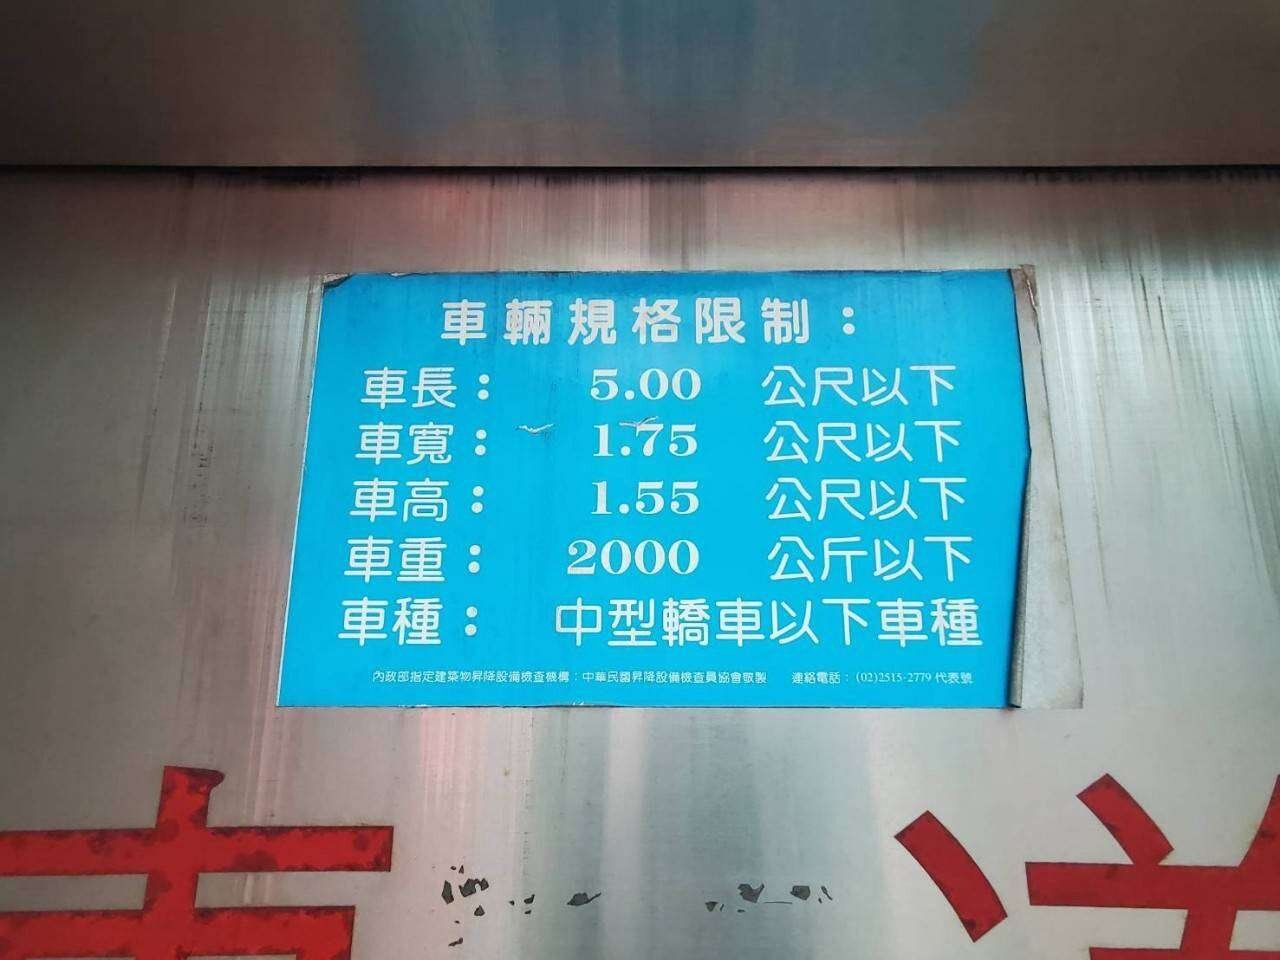 車輛規格限制：
車長： 5.00 公尺以下
車寬： 1.75 公尺以下
車高： 1.55 公尺以下
車重： 2000 公斤以下
車種： 中型轎車以下車種
內政部指定建築物昇降設備檢查機構：中華民國昇降設備檢查員協會敬製 連絡電話：(02)2515-2779 代表號